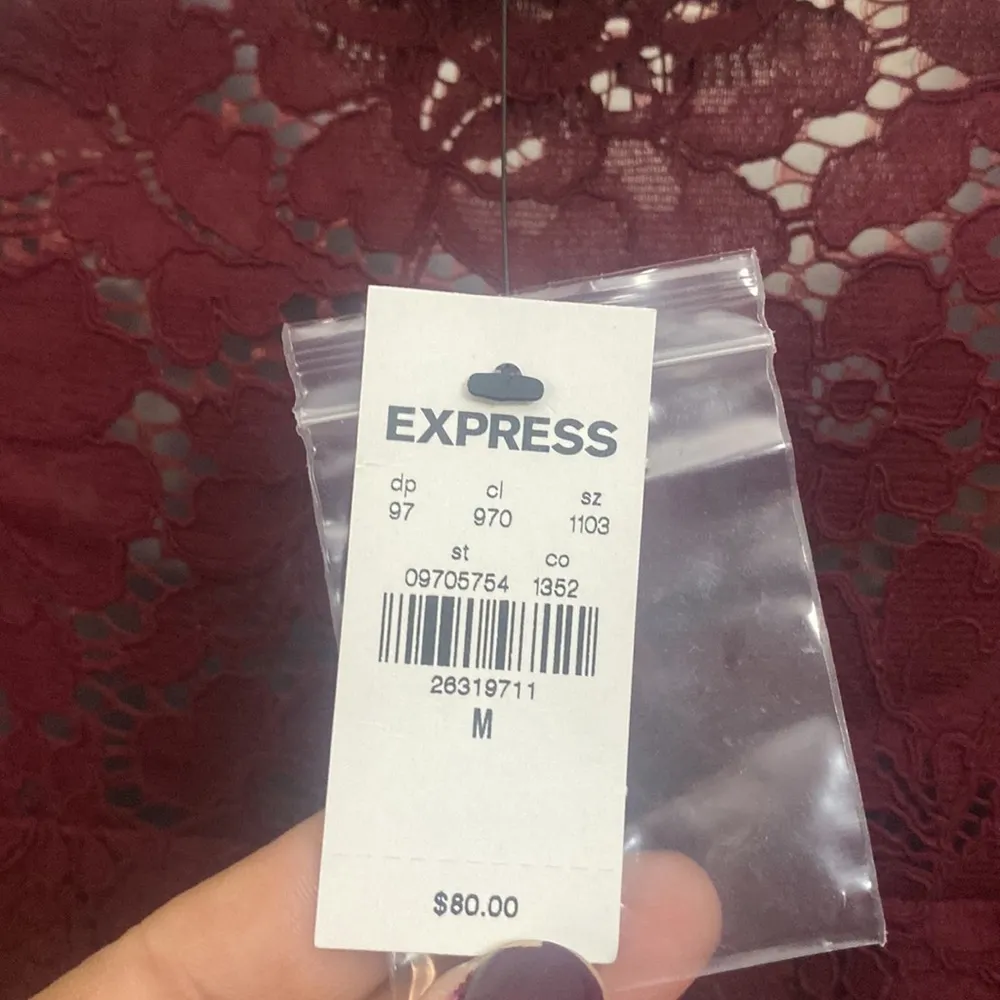 EXPRESS
dp cl sz
97 970 1103
st co
09705754 1352
26319711
M
$80.00